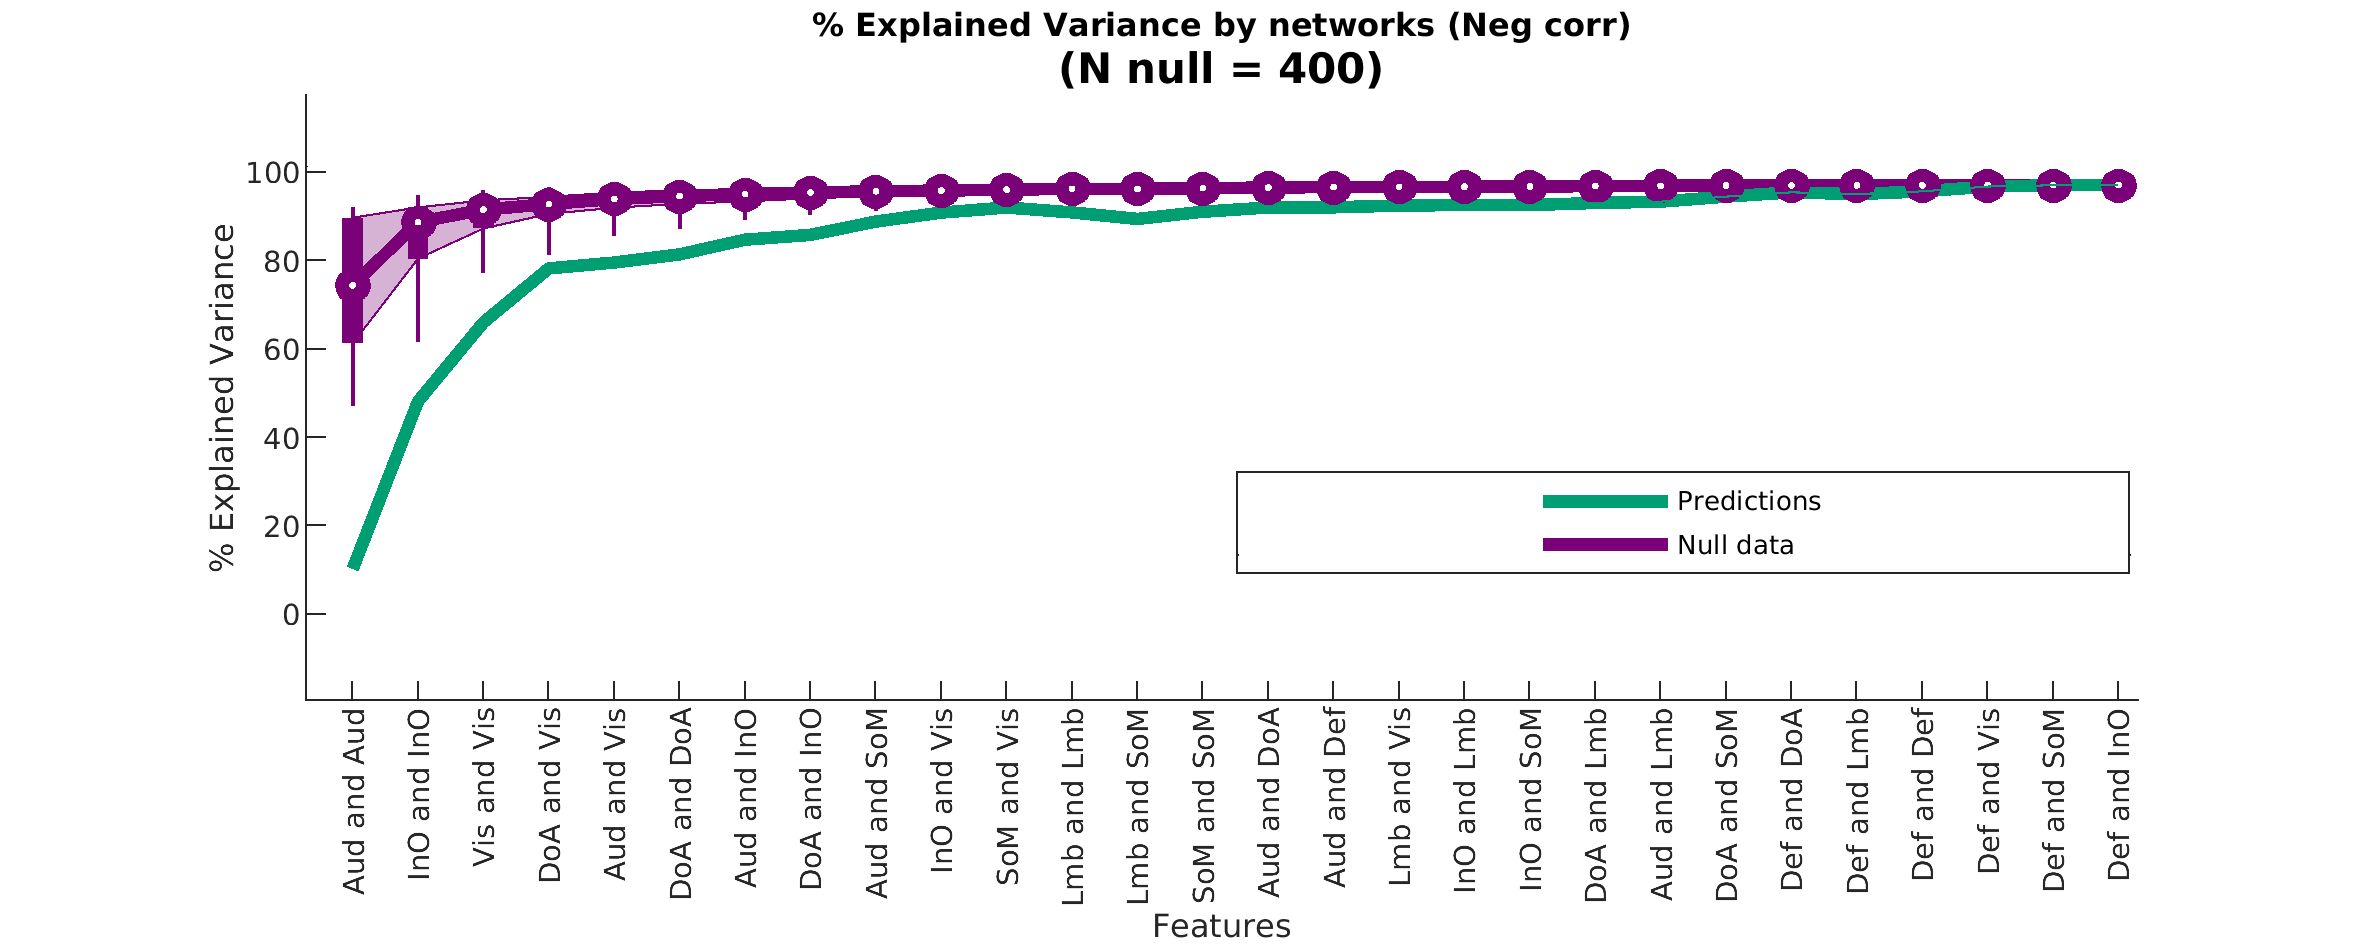 % Explained Variance by networks (Neg corr)
(N null = 400)
% Explained Variance
100
80
60
40
20
0
Predictions
Null data
Aud and Aud
InO and InO
Vis and Vis
DoA and Vis
Aud and Vis
DoA and DoA
Aud and InO
DoA and InO
Aud and SoM
InO and Vis
SoM and Vis
Lmb and Lmb
Lmb and SoM
SoM and SoM
Aud and DoA
Aud and Def
Lmb and Vis
InO and Lmb
InO and SoM
DoA and Lmb
Aud and Lmb
DoA and SoM
Def and DoA
Def and Lmb
Def and Def
Def and Vis
Def and SoM
Def and InO
Features